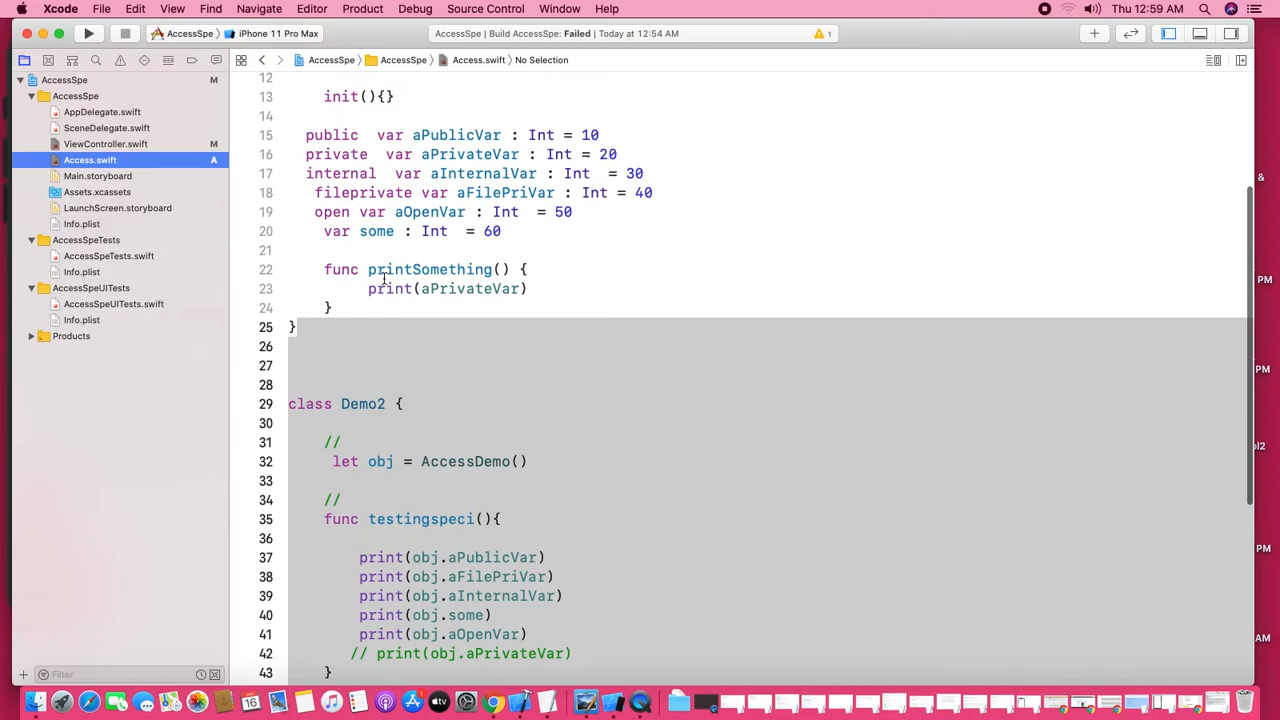 Xcode File Edit View Find Navigate Editor Product Debug Source Control Window Help Thu 12:59 AM
AccessSpe iPhone 11 Pro Max AccessSpe | Build AccessSpe: Failed | Today at 12:54 AM 1
AccessSpe AccessSpe Access.swift No Selection
AccessSpe M
AccessSpe
AppDelegate.swift
SceneDelegate.swift
ViewController.swift M
Access.swift A
Main.storyboard
Assets.xcassets
LaunchScreen.storyboard
Info.plist
AccessSpeTests
AccessSpeTests.swift
Info.plist
AccessSpeUITests
AccessSpeUITests.swift
Info.plist
Products
12
13 init(){}
14
15 public var aPublicVar : Int = 10
16 private var aPrivateVar : Int = 20
17 internal var aInternalVar : Int = 30
18 fileprivate var aFilePriVar : Int = 40
19 open var aOpenVar : Int = 50
20 var some : Int = 60
21
22 func printSomething() {
23 print(aPrivateVar)
24 }
25 }
26
27
28
29 class Demo2 {
30
31 //
32 let obj = AccessDemo()
33
34 //
35 func testingspeci(){
36
37 print(obj.aPublicVar)
38 print(obj.aFilePriVar)
39 print(obj.aInternalVar)
40 print(obj.some)
41 print(obj.aOpenVar)
42 // print(obj.aPrivateVar)
43 }
Filter
&
PM
PM
ol2
PM
AM
16